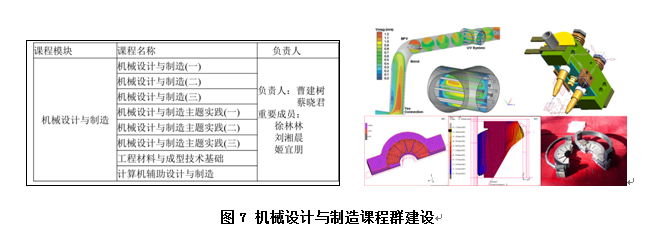 课程模块
课程名称
负责人
机械设计与制造
机械设计与制造(一)
机械设计与制造(二)
机械设计与制造(三)
机械设计与制造主题实践(一)
机械设计与制造主题实践(二)
机械设计与制造主题实践(三)
工程材料与成型技术基础
计算机辅助设计与制造
负责人：曹建树
蔡晓君
重要成员：
徐林林
刘湘晨
姬宜朋
UV
System
Bend
Tee
Connection
图 7 机械设计与制造课程群建设